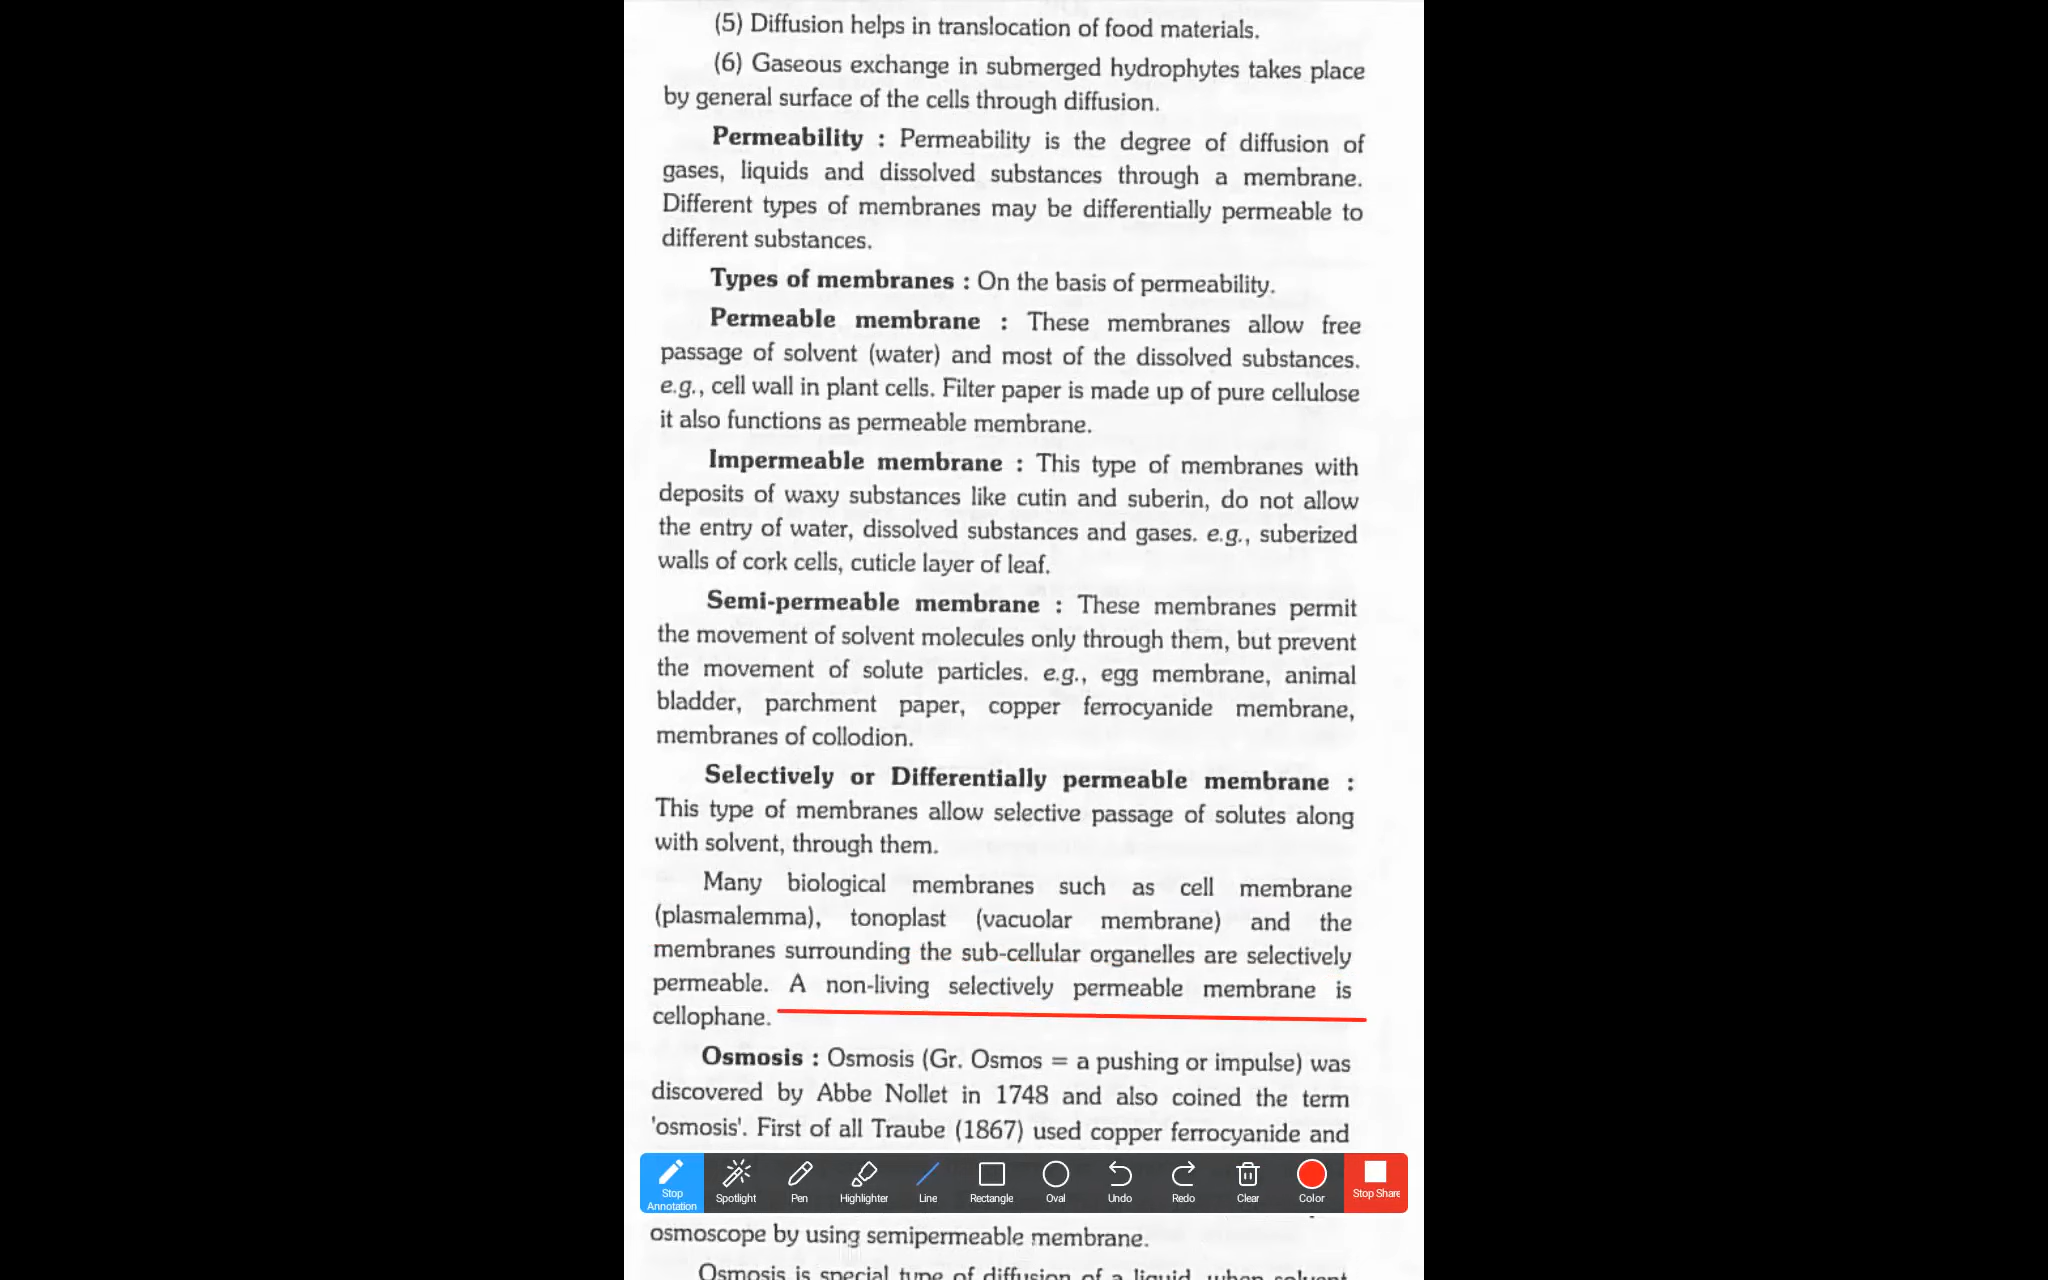 (5) Diffusion helps in translocation of food materials.
(6) Gaseous exchange in submerged hydrophytes takes place
by general surface of the cells through diffusion.
Permeability : Permeability is the degree of diffusion of
gases, liquids and dissolved substances through a membrane.
Different types of membranes may be differentially permeable to
different substances.
Types of membranes : On the basis of permeability.
Permeable membrane : These membranes allow free
passage of solvent (water) and most of the dissolved substances.
e.g., cell wall in plant cells. Filter paper is made up of pure cellulose
it also functions as permeable membrane.
Impermeable membrane : This type of membranes with
deposits of waxy substances like cutin and suberin, do not allow
the entry of water, dissolved substances and gases. e.g., suberized
walls of cork cells, cuticle layer of leaf.
Semi-permeable membrane : These membranes permit
the movement of solvent molecules only through them, but prevent
the movement of solute particles. e.g., egg membrane, animal
bladder, parchment paper, copper ferrocyanide membrane,
membranes of collodion.
Selectively or Differentially permeable membrane :
This type of membranes allow selective passage of solutes along
with solvent, through them.
Many biological membranes such as cell membrane
(plasmalemma), tonoplast (vacuolar membrane) and the
membranes surrounding the sub-cellular organelles are selectively
permeable. A non-living selectively permeable membrane is
cellophane.
Osmosis : Osmosis (Gr. Osmos = a pushing or impulse) was
discovered by Abbe Nollet in 1748 and also coined the term
'osmosis'. First of all Traube (1867) used copper ferrocyanide and
Stop Annotation Spotlight Pen Highlighter Line Rectangle Oval Undo Redo Clear Color Stop Share
osmoscope by using semipermeable membrane.
Osmosis is special type of diffusion of a liquid, when solvent